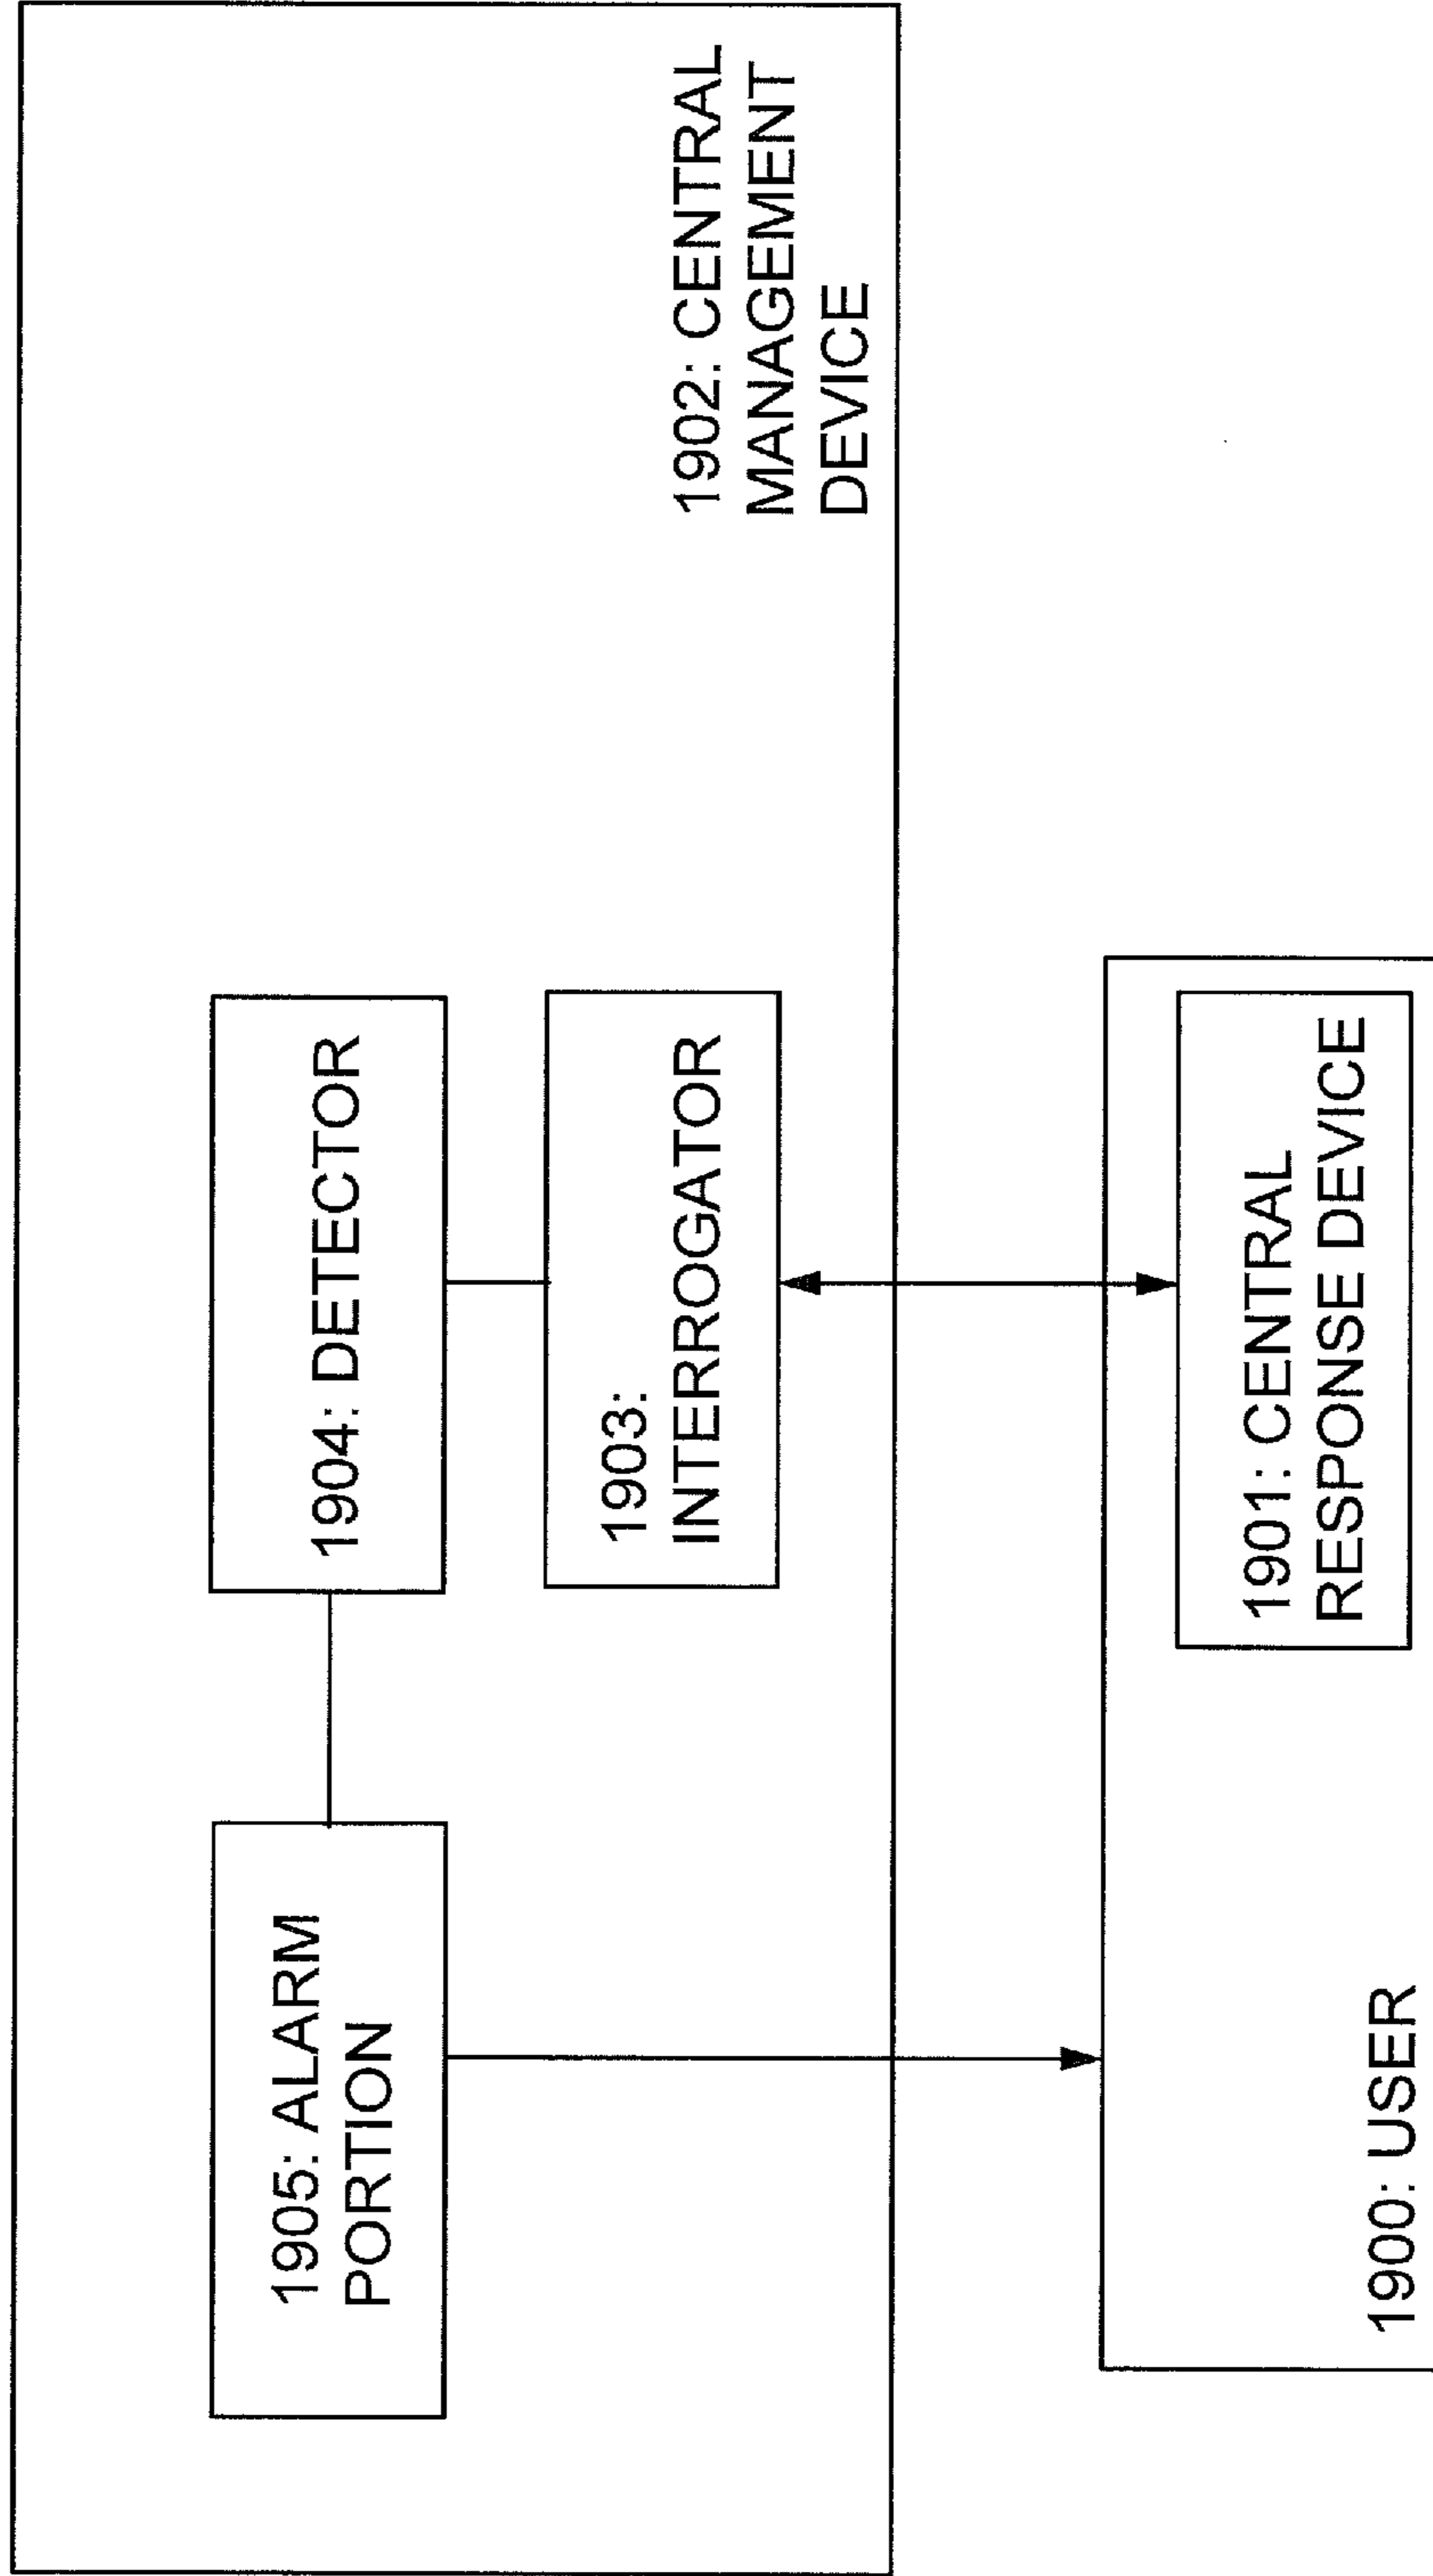 1905: ALARM
PORTION
1904: DETECTOR
1903:
INTERROGATOR
1902: CENTRAL
MANAGEMENT
DEVICE
1901: CENTRAL
RESPONSE DEVICE
1900: USER